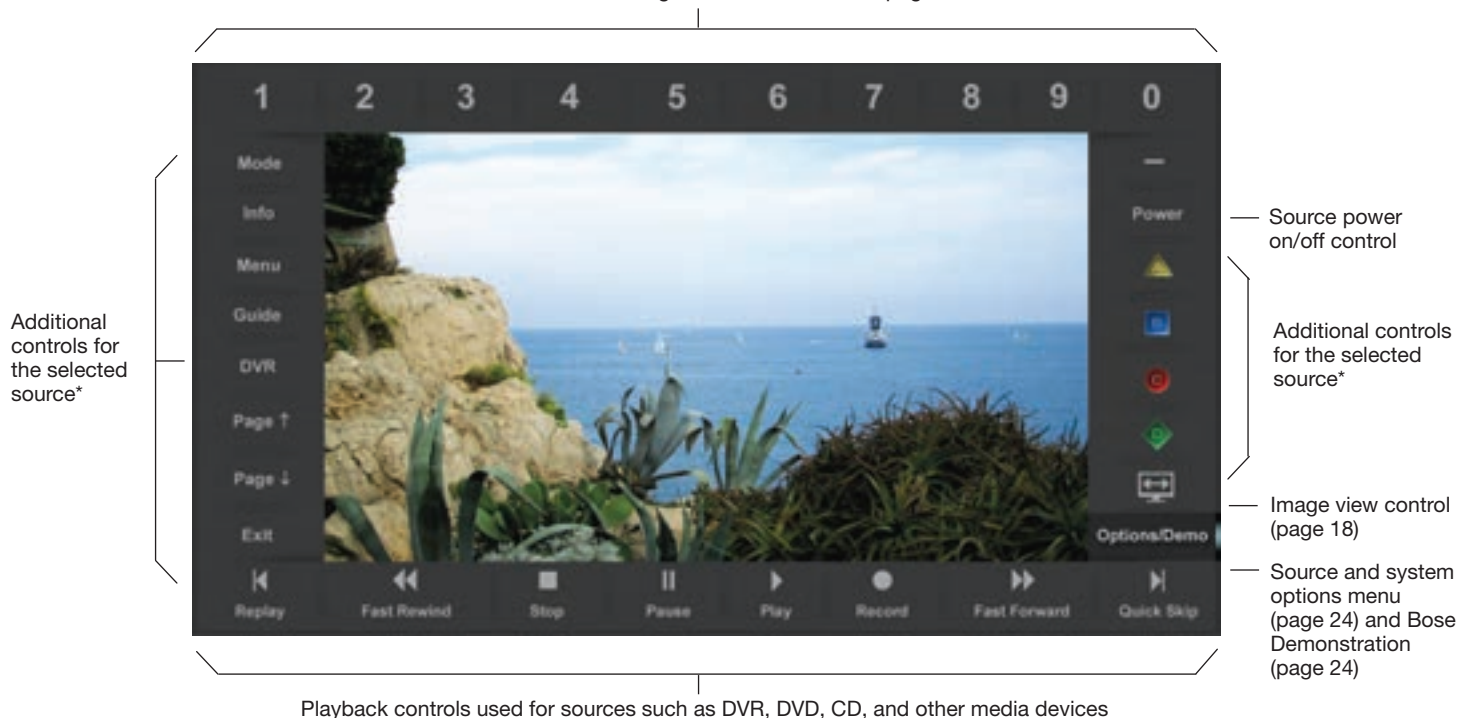 1 2 3 4 5 6 7 8 9 0
Mode
Info
Menu
Guide
DVR
Page ↑
Page ↓
Exit
–
Power
Options/Demo
Replay
Fast Rewind
Stop
Pause
Play
Record
Fast Forward
Quick Skip
Additional
controls for
the selected
source*
Source power
on/off control
Additional controls
for the selected
source*
Image view control
(page 18)
Source and system
options menu
(page 24) and Bose
Demonstration
(page 24)
Playback controls used for sources such as DVR, DVD, CD, and other media devices